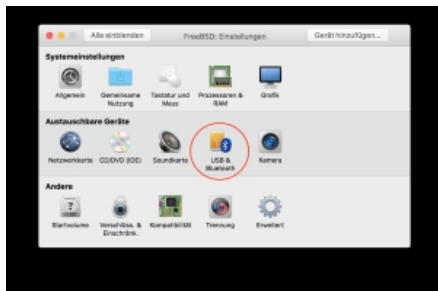 Alle einblenden
FreeBSD: Einstellungen
Gerät hinzufügen...
Systemeinstellungen
Allgemein
Gemeinsame Nutzung
Tastatur und Maus
Prozessoren & RAM
Grafik
Austauschbare Geräte
Netzwerkkarte
CD/DVD (IDE)
Soundkarte
USB & Bluetooth
Kamera
Andere
Startvolume
Verschlüss. & Einschränk.
Kompatibilität
Trennung
Erweitert